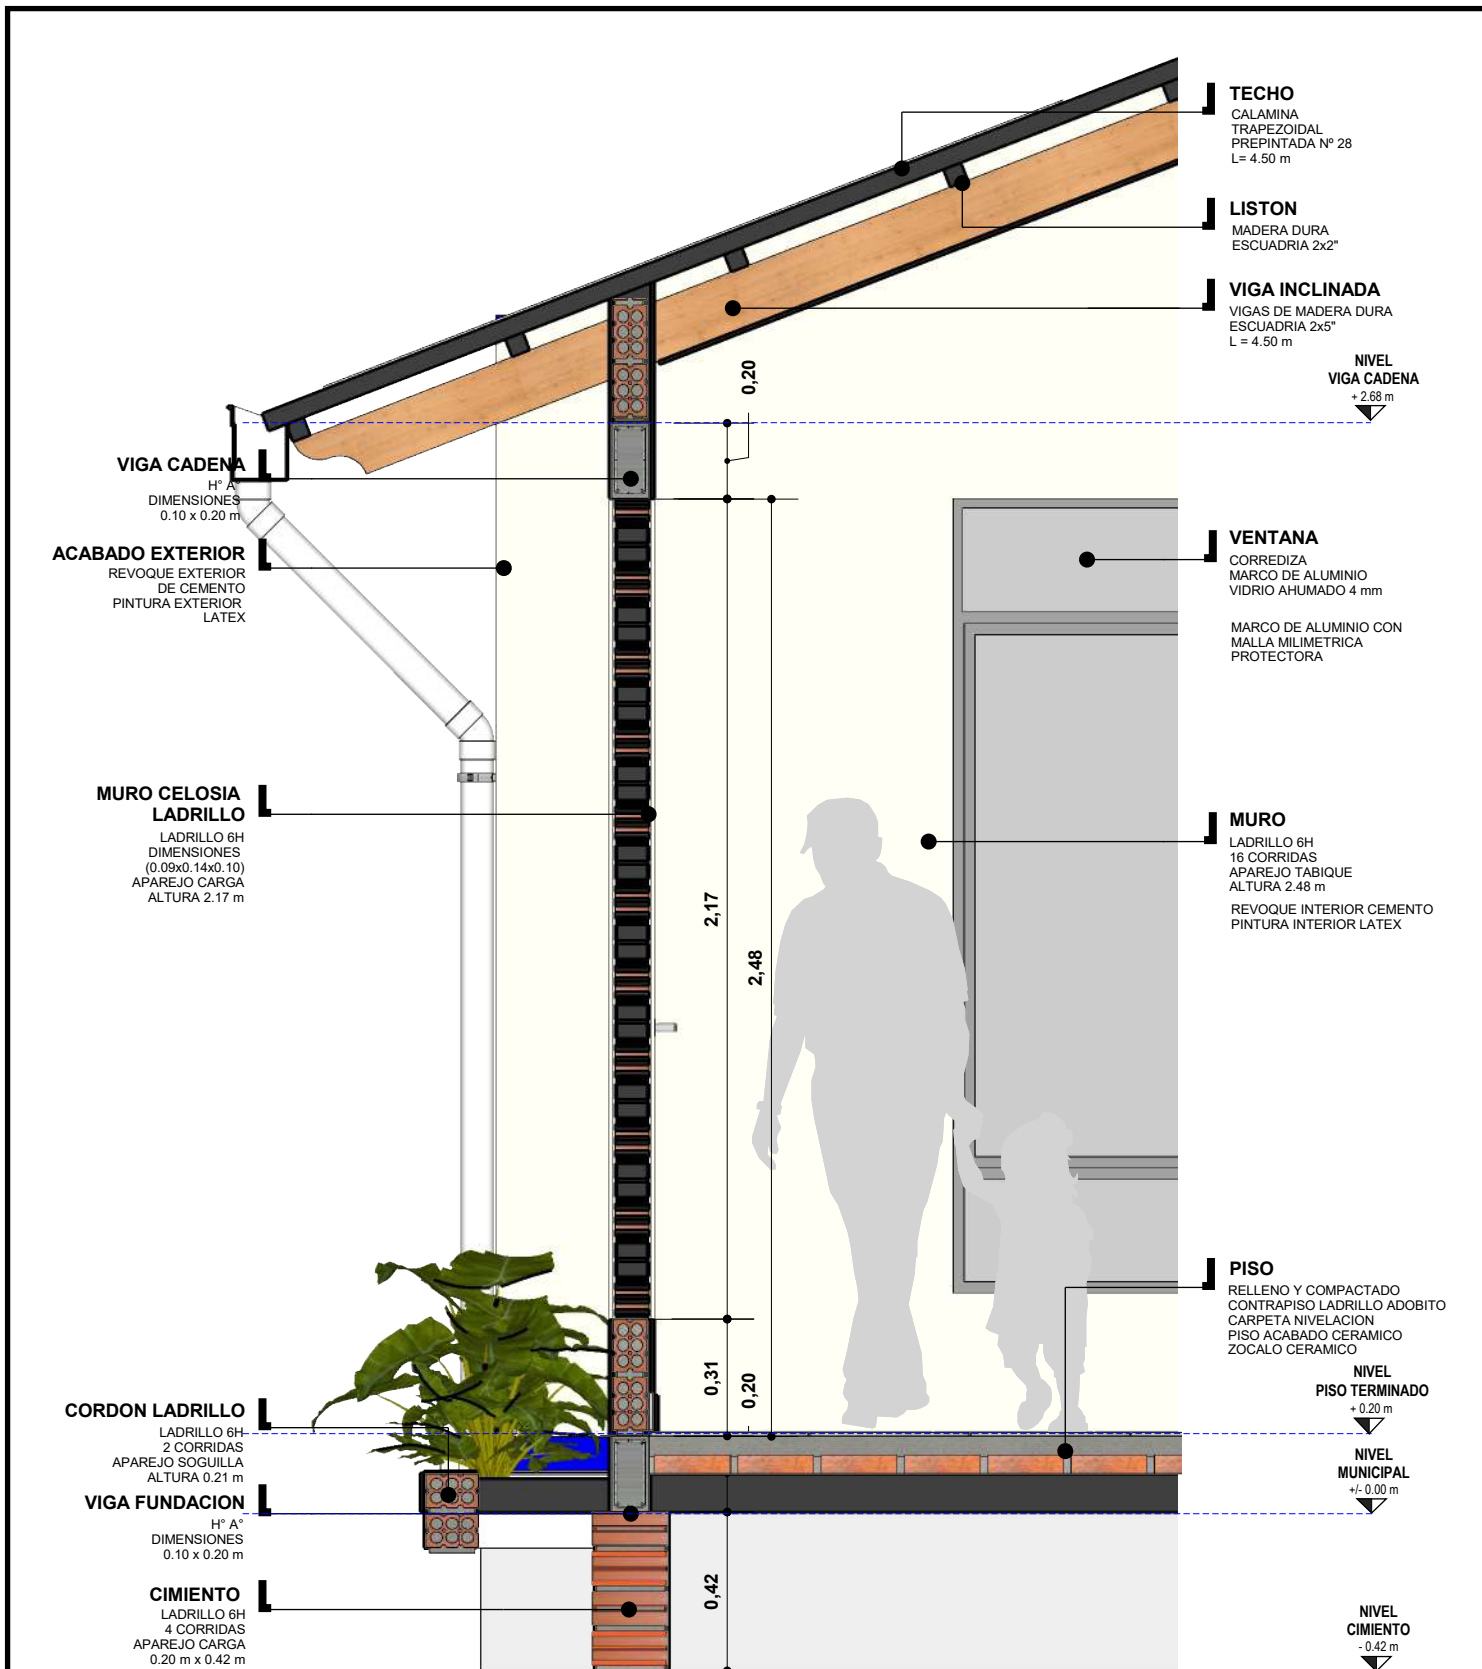 TECHO
CALAMINA
TRAPEZOIDAL
PREPINTADA Nº 28
L= 4.50 m
LISTON
MADERA DURA
ESCUADRIA 2x2"
VIGA INCLINADA
VIGAS DE MADERA DURA
ESCUADRIA 2x5"
L = 4.50 m
NIVEL
VIGA CADENA
+ 2.68 m
0,20
VIGA CADENA
H° A°
DIMENSIONES
0.10 x 0.20 m
ACABADO EXTERIOR
REVOQUE EXTERIOR
DE CEMENTO
PINTURA EXTERIOR
LATEX
VENTANA
CORREDIZA
MARCO DE ALUMINIO
VIDRIO AHUMADO 4 mm
MARCO DE ALUMINIO CON
MALLA MILIMETRICA
PROTECTORA
MURO CELOSIA
LADRILLO
LADRILLO 6H
DIMENSIONES
(0.09x0.14x0.10)
APAREJO CARGA
ALTURA 2.17 m
2,17
2,48
MURO
LADRILLO 6H
16 CORRIDAS
APAREJO TABIQUE
ALTURA 2.48 m
REVOQUE INTERIOR CEMENTO
PINTURA INTERIOR LATEX
PISO
RELLENO Y COMPACTADO
CONTRAPISO LADRILLO ADOBITO
CARPETA NIVELACION
PISO ACABADO CERAMICO
ZOCALO CERAMICO
NIVEL
PISO TERMINADO
+ 0.20 m
0,31
0,20
CORDON LADRILLO
LADRILLO 6H
2 CORRIDAS
APAREJO SOGUILLA
ALTURA 0.21 m
NIVEL
MUNICIPAL
+/- 0.00 m
VIGA FUNDACION
H° A°
DIMENSIONES
0.10 x 0.20 m
CIMIENTO
LADRILLO 6H
4 CORRIDAS
APAREJO CARGA
0.20 m x 0.42 m
0,42
NIVEL
CIMIENTO
- 0.42 m